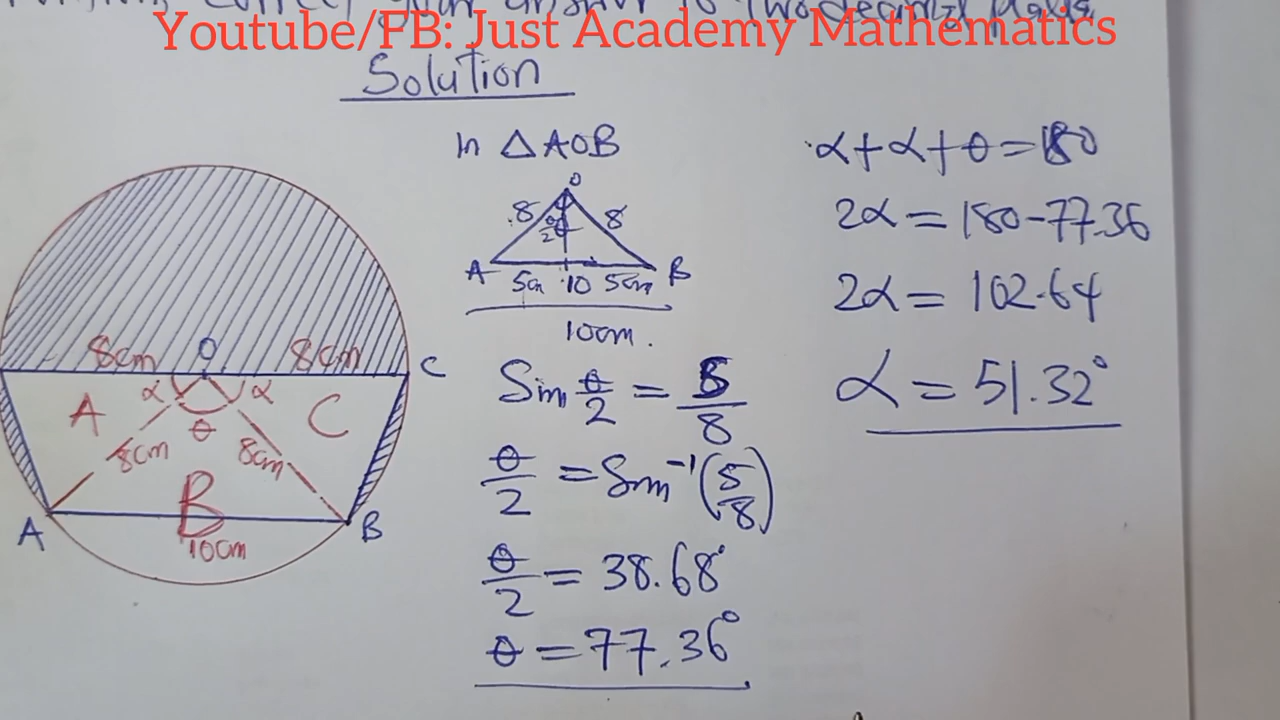 Youtube/FB: Just Academy Mathematics
Solution
In △AOB
O
8 8
θ/2
A B
5cm 10 5cm
10cm.
Sin θ/2 = 5/8
θ/2 = Sin⁻¹(5/8)
θ/2 = 38.68°
θ = 77.36°
α+α+θ=180
2α = 180-77.36
2α = 102.64
α = 51.32°
8cm O 8cm C
α α
A θ C
8cm 8cm
B
A B
10cm